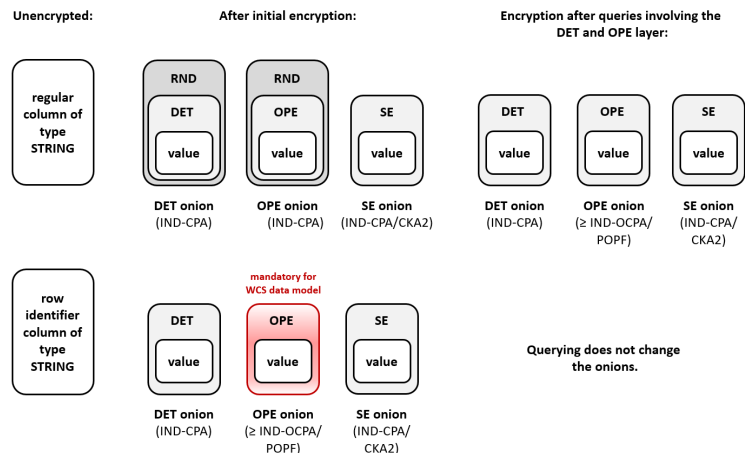 Unencrypted:
After initial encryption:
Encryption after queries involving the
DET and OPE layer:
regular
column of
type
STRING
RND
DET
value
RND
OPE
value
SE
value
DET
value
OPE
value
SE
value
DET onion
(IND-CPA)
OPE onion
(IND-CPA)
SE onion
(IND-CPA/CKA2)
DET onion
(IND-CPA)
OPE onion
(≥ IND-OCPA/
POPF)
SE onion
(IND-CPA/
CKA2)
row
identifier
column of
type
STRING
mandatory for
WCS data model
DET
value
OPE
value
SE
value
Querying does not change
the onions.
DET onion
(IND-CPA)
OPE onion
(≥ IND-OCPA/
POPF)
SE onion
(IND-CPA/
CKA2)